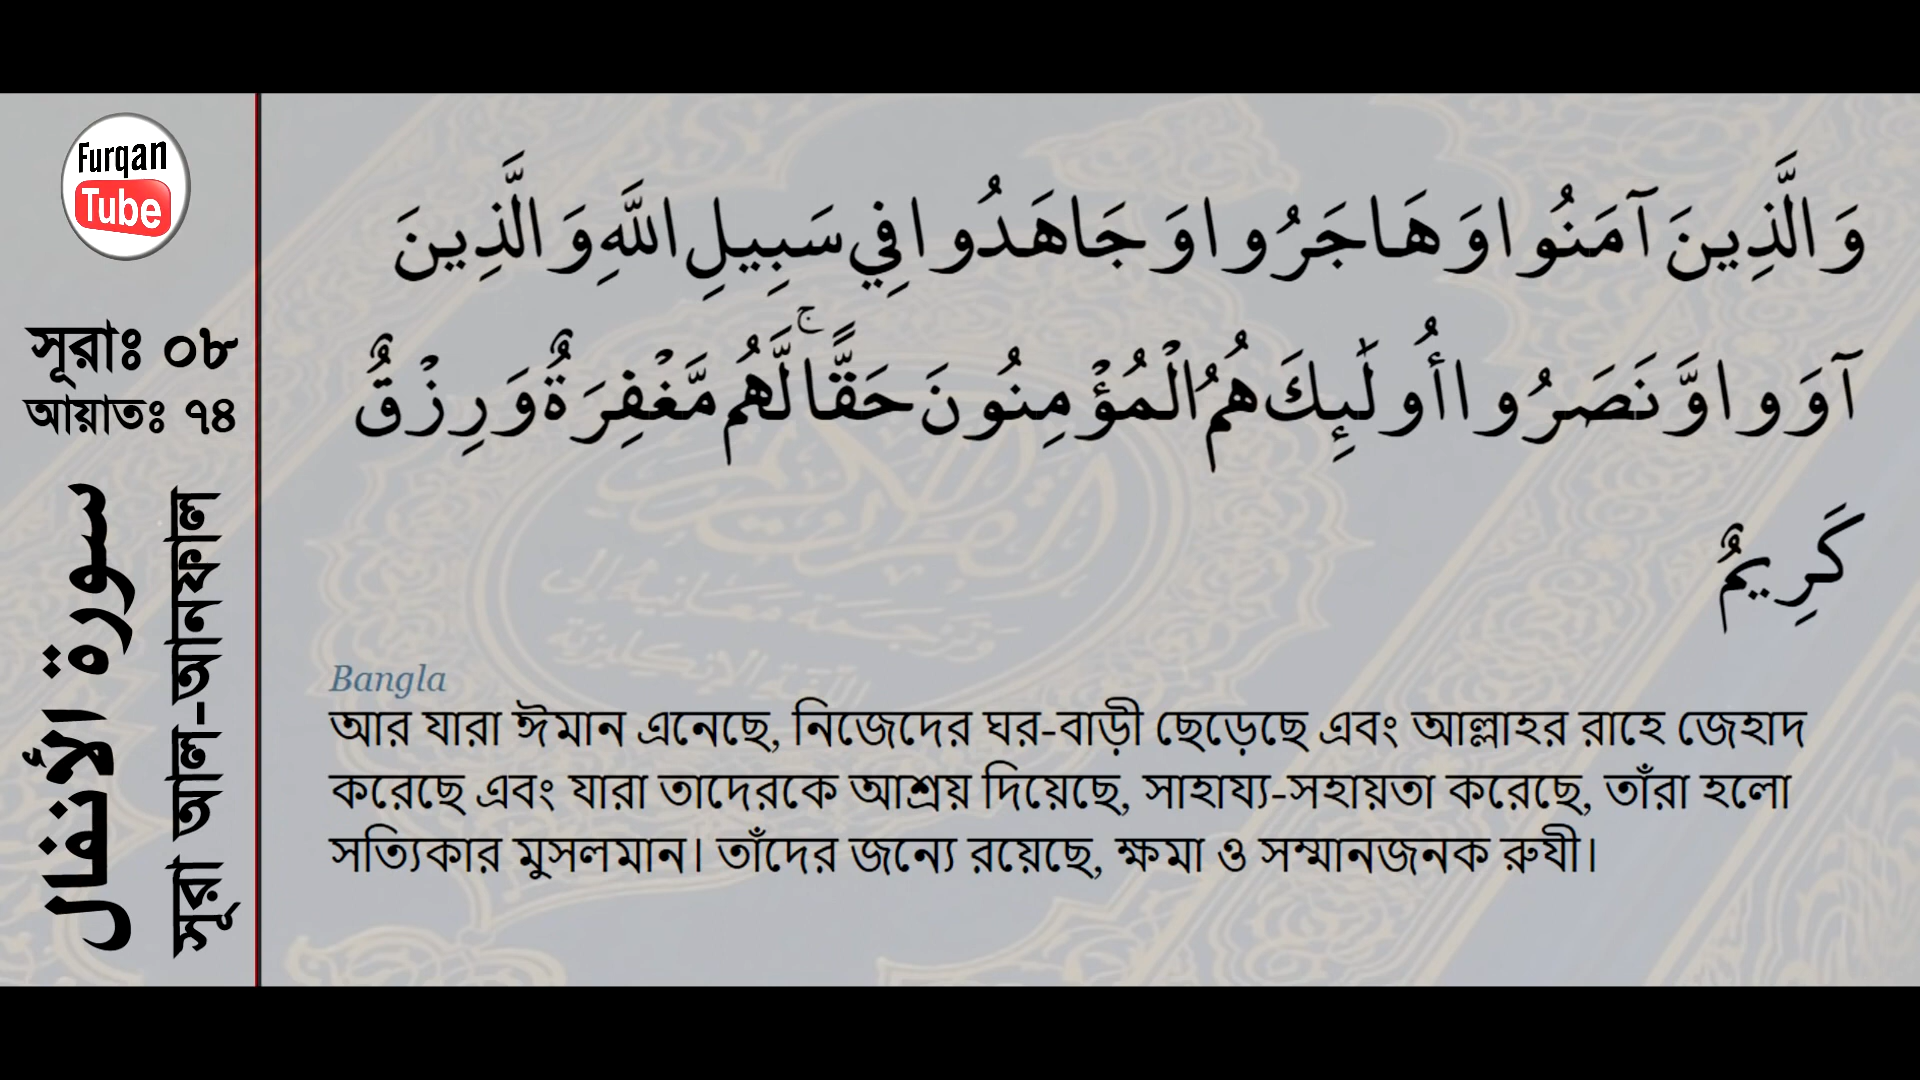 Furqan
Tube
সূরাঃ ০৮
আয়াতঃ ৭৪
سورة الأنفال
সূরা আল-আনফাল
وَالَّذِينَ آمَنُوا وَهَاجَرُوا وَجَاهَدُوا فِي سَبِيلِ اللَّهِ وَالَّذِينَ
آوَوا وَّنَصَرُوا أُولَٰئِكَ هُمُ الْمُؤْمِنُونَ حَقًّا ۚ لَّهُم مَّغْفِرَةٌ وَرِزْقٌ
كَرِيمٌ
Bangla
আর যারা ঈমান এনেছে, নিজেদের ঘর-বাড়ী ছেড়েছে এবং আল্লাহর রাহে জেহাদ
করেছে এবং যারা তাদেরকে আশ্রয় দিয়েছে, সাহায্য-সহায়তা করেছে, তাঁরা হলো
সত্যিকার মুসলমান। তাঁদের জন্যে রয়েছে, ক্ষমা ও সম্মানজনক রুযী।